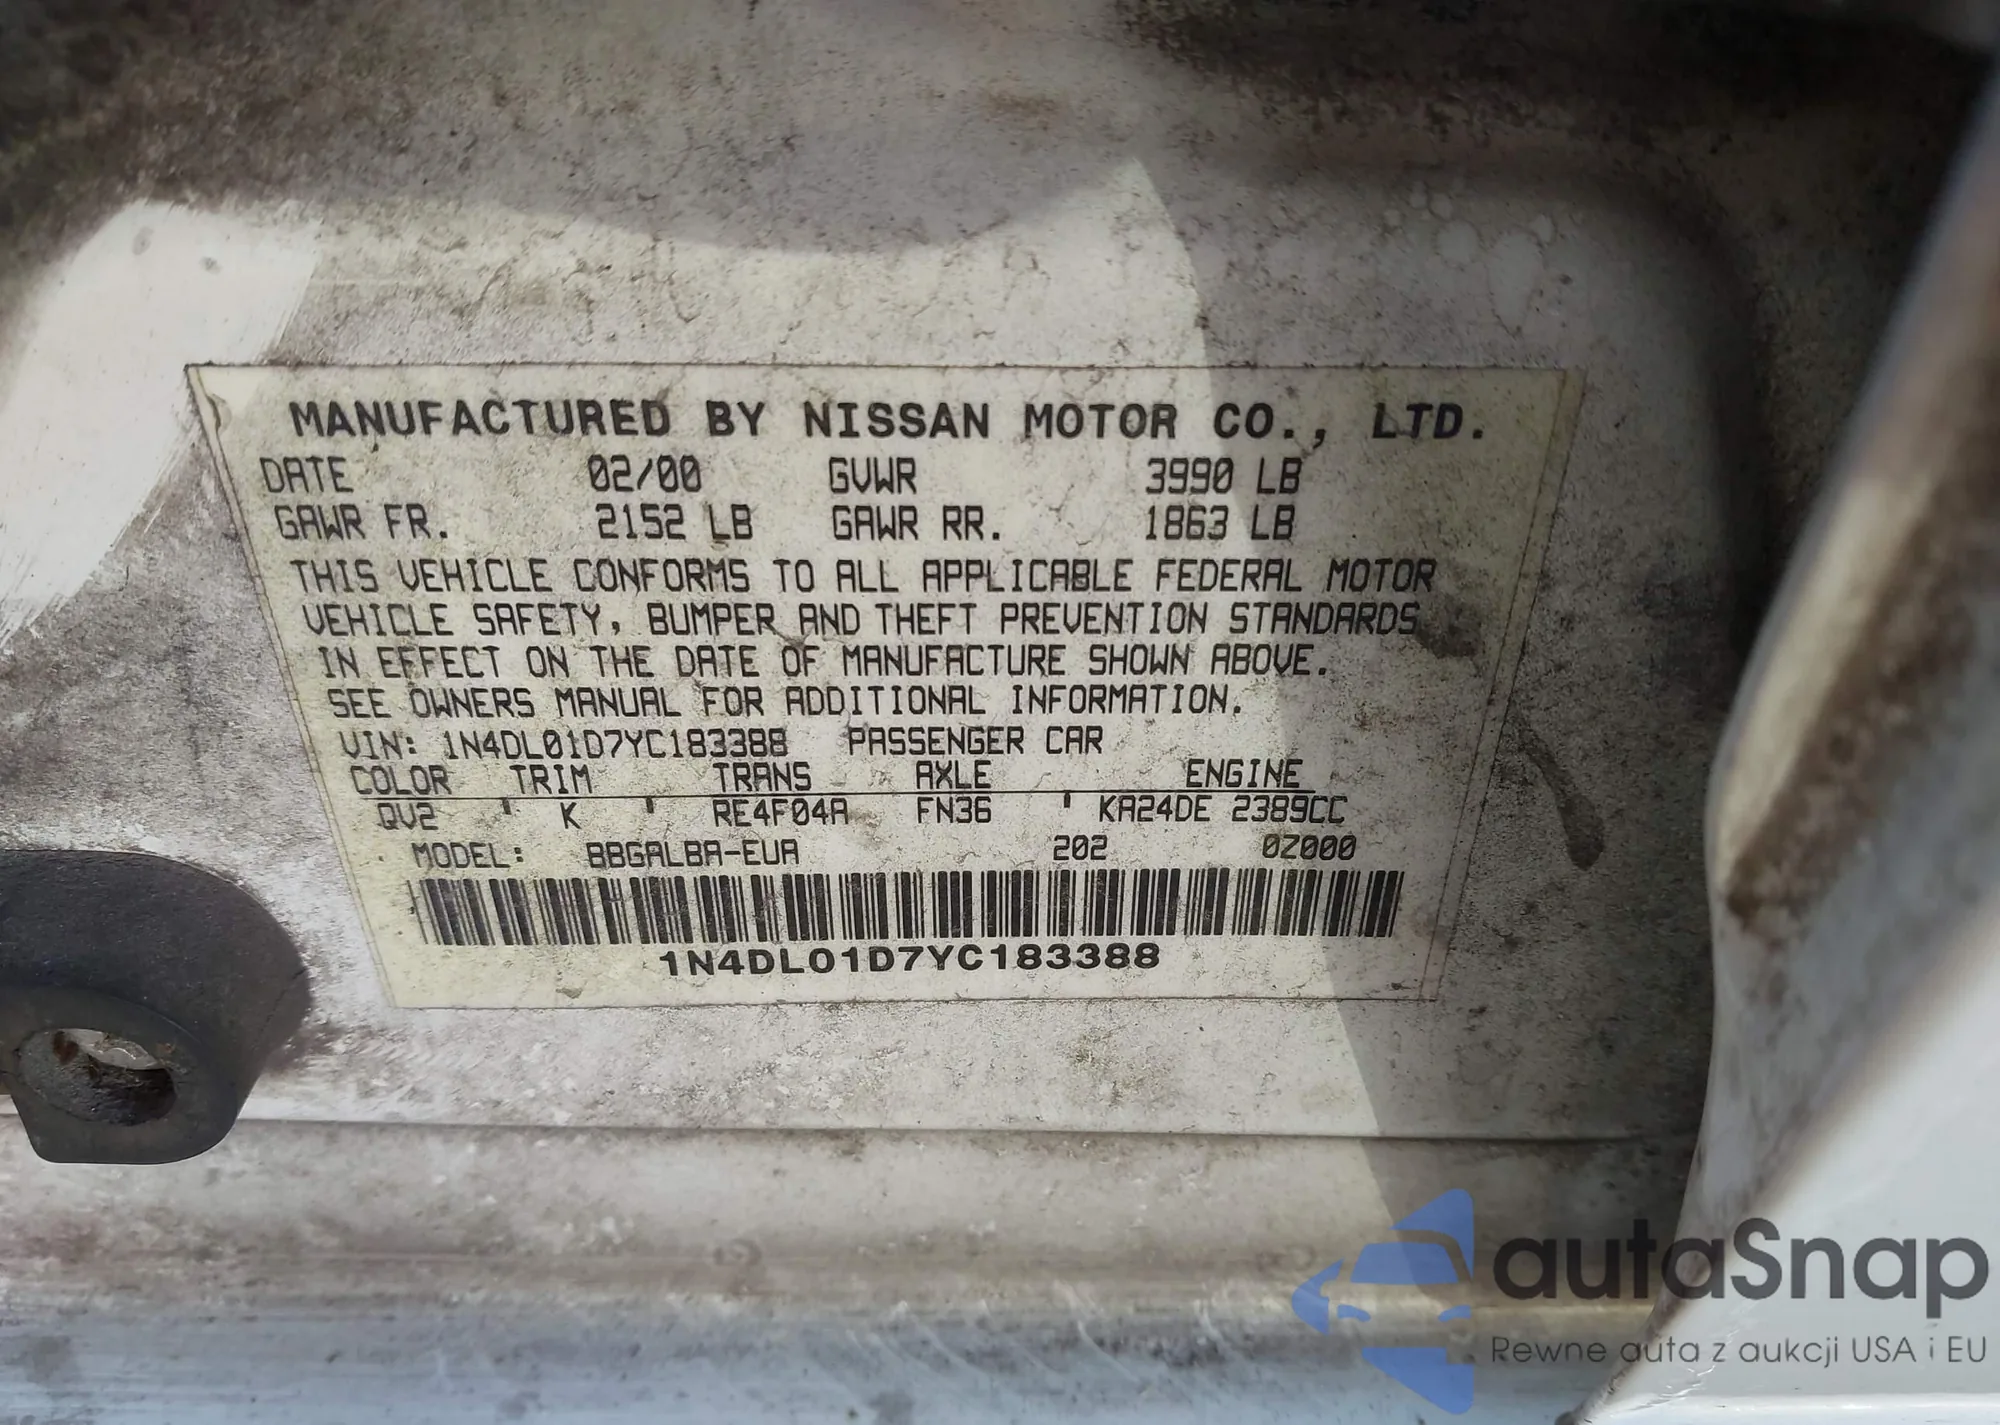 MANUFACTURED BY NISSAN MOTOR CO., LTD.
DATE 02/00 GVWR 3990 LB
GAWR FR. 2152 LB GAWR RR. 1863 LB
THIS VEHICLE CONFORMS TO ALL APPLICABLE FEDERAL MOTOR
VEHICLE SAFETY, BUMPER AND THEFT PREVENTION STANDARDS
IN EFFECT ON THE DATE OF MANUFACTURE SHOWN ABOVE.
SEE OWNERS MANUAL FOR ADDITIONAL INFORMATION.
VIN: 1N4DL01D7YC183388 PASSENGER CAR
COLOR TRIM TRANS AXLE ENGINE
QV2 ' K ' RE4F04A FN36 ' KA24DE 2389CC
MODEL: BBGALBA-EUA 202 0Z000
1N4DL01D7YC183388
autaSnap
Pewne auta z aukcji USA i EU